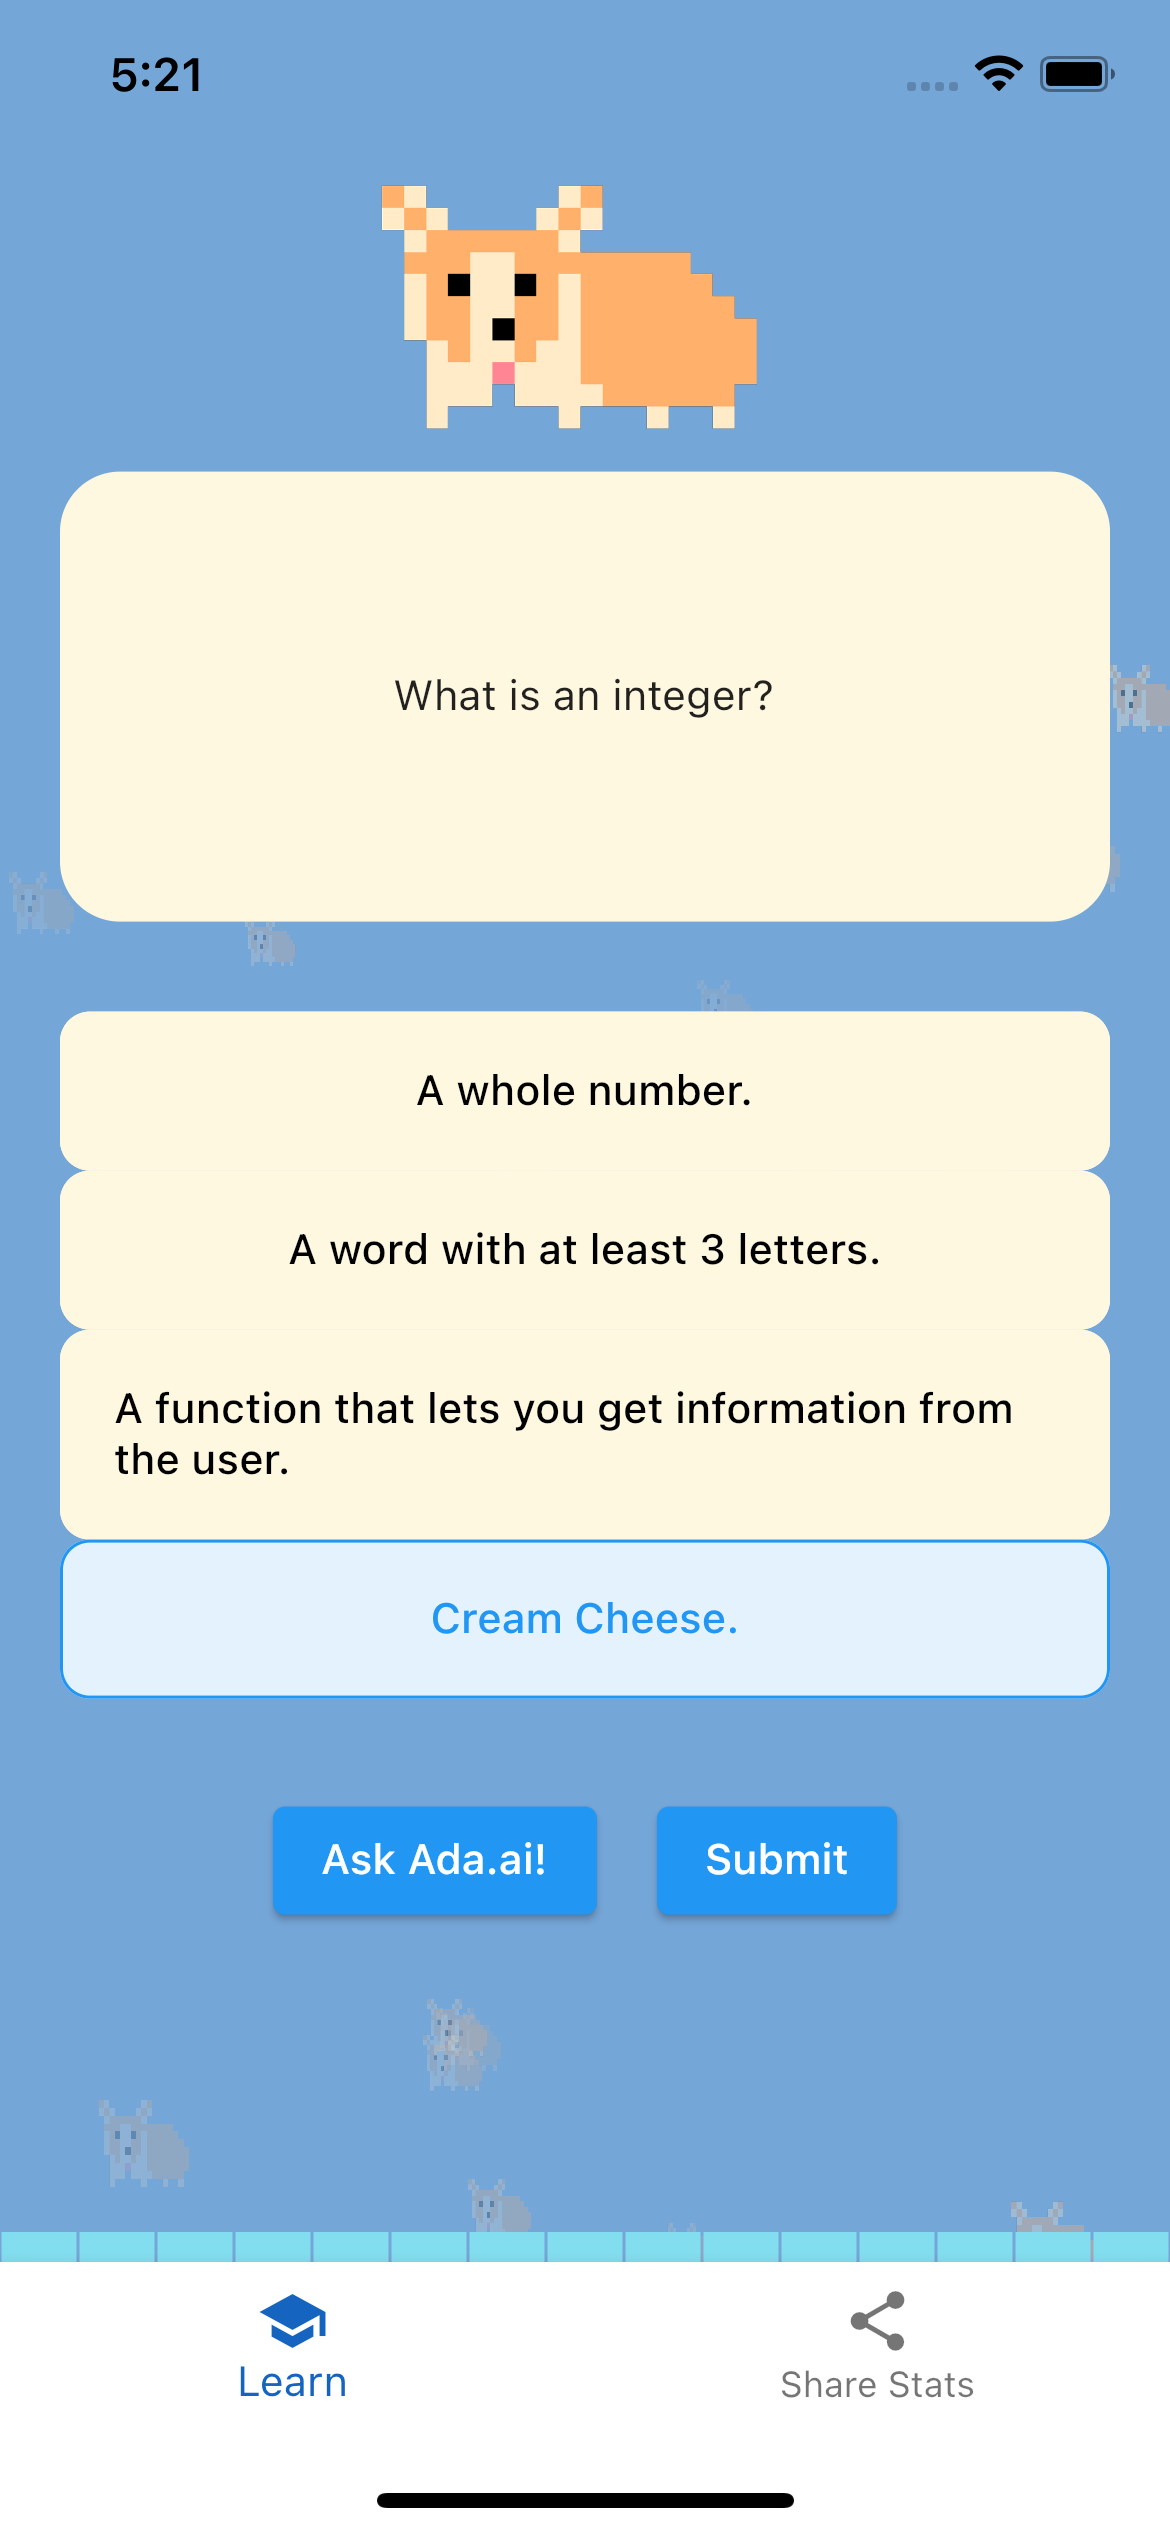 5:21
What is an integer?
A whole number.
A word with at least 3 letters.
A function that lets you get information from
the user.
Cream Cheese.
Ask Ada.ai!
Submit
Learn
Share Stats